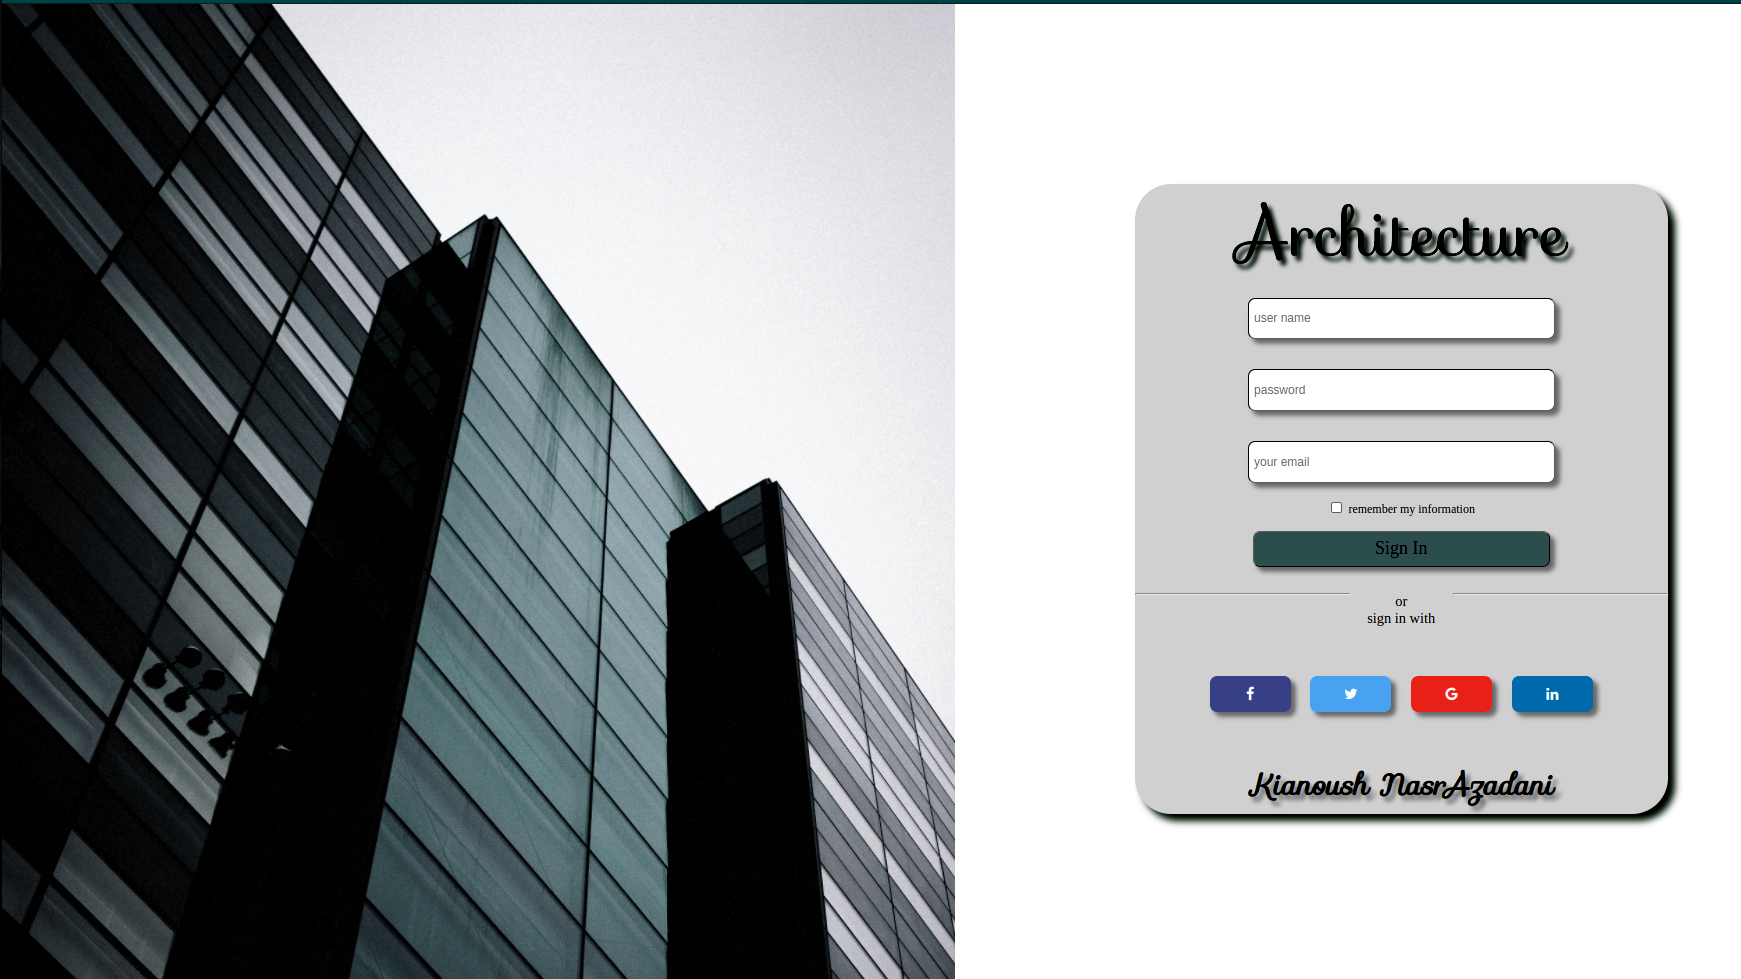 Architecture
user name
password
your email
remember my information
Sign In
or
sign in with
f
G
in
Kianoush NasrAzadani